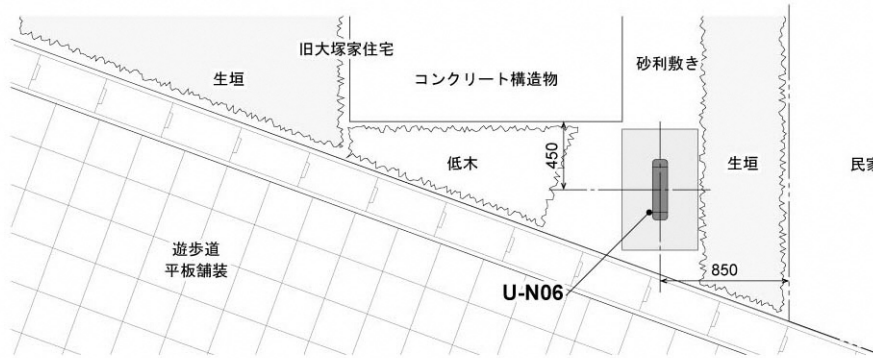 旧大塚家住宅
生垣
コンクリート構造物
砂利敷き
低木
450
生垣
民家
850
遊歩道
平板舗装
U-N06